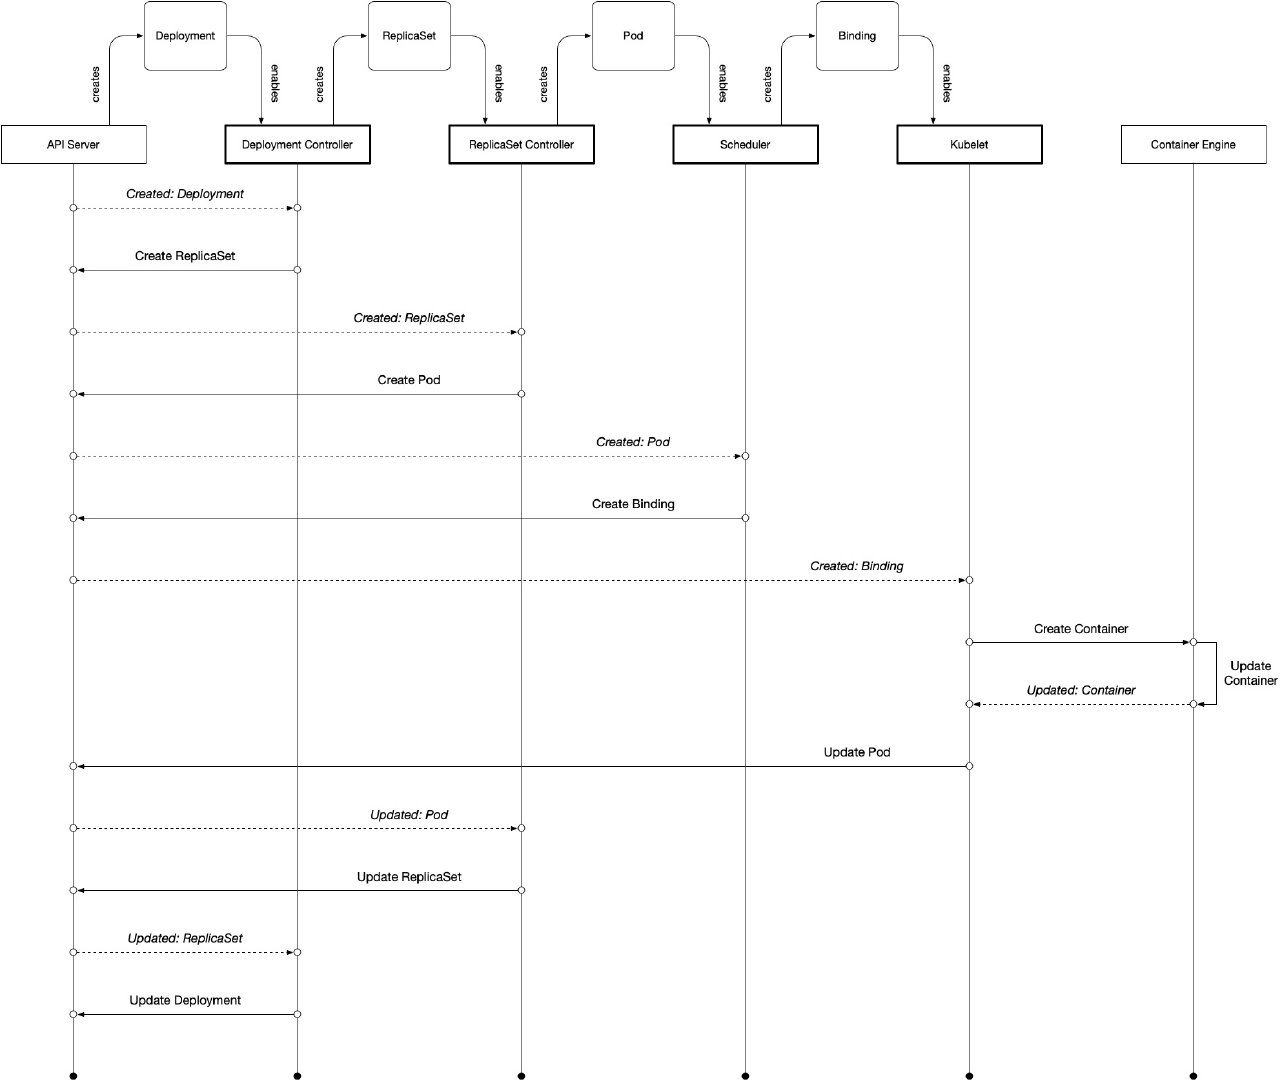 Deployment
ReplicaSet
Pod
Binding
creates
enables
creates
enables
creates
enables
creates
enables
API Server
Deployment Controller
ReplicaSet Controller
Scheduler
Kubelet
Container Engine
Created: Deployment
Create ReplicaSet
Created: ReplicaSet
Create Pod
Created: Pod
Create Binding
Created: Binding
Create Container
Update
Container
Updated: Container
Update Pod
Updated: Pod
Update ReplicaSet
Updated: ReplicaSet
Update Deployment